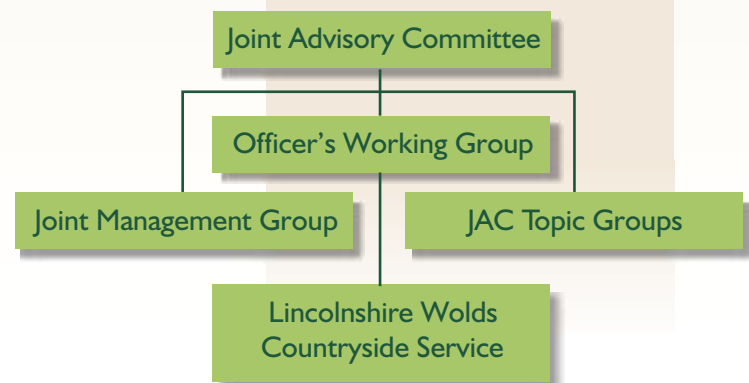 Joint Advisory Committee
Officer’s Working Group
Joint Management Group
JAC Topic Groups
Lincolnshire Wolds
Countryside Service